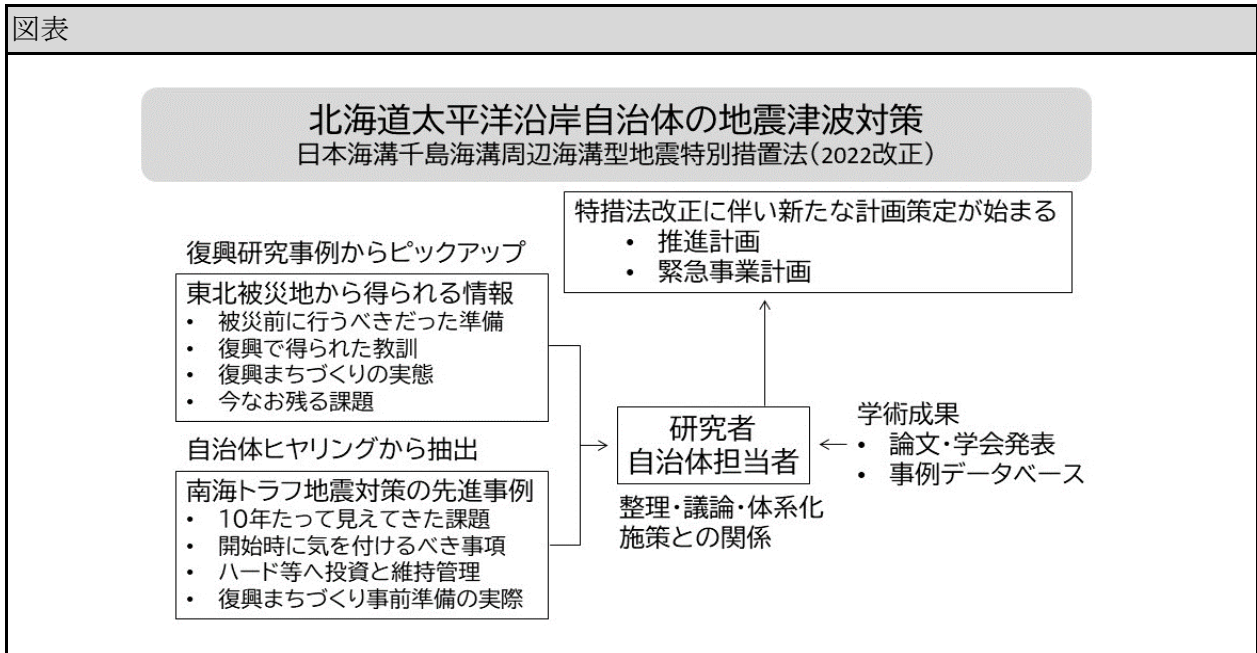 図表
北海道太平洋沿岸自治体の地震津波対策
日本海溝千島海溝周辺海溝型地震特別措置法(2022改正)
特措法改正に伴い新たな計画策定が始まる
• 推進計画
• 緊急事業計画
復興研究事例からピックアップ
東北被災地から得られる情報
• 被災前に行うべきだった準備
• 復興で得られた教訓
• 復興まちづくりの実態
• 今なお残る課題
自治体ヒヤリングから抽出
南海トラフ地震対策の先進事例
• 10年たって見えてきた課題
• 開始時に気を付けるべき事項
• ハード等へ投資と維持管理
• 復興まちづくり事前準備の実際
研究者
自治体担当者
整理・議論・体系化
施策との関係
学術成果
• 論文・学会発表
• 事例データベース